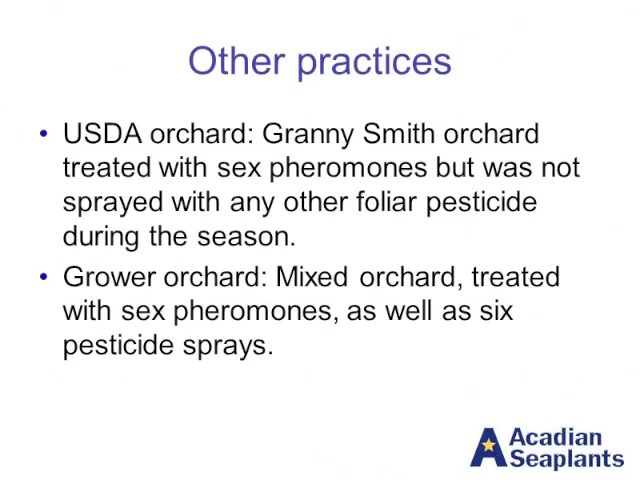 Other practices
• USDA orchard: Granny Smith orchard
treated with sex pheromones but was not
sprayed with any other foliar pesticide
during the season.
• Grower orchard: Mixed orchard, treated
with sex pheromones, as well as six
pesticide sprays.
Acadian
Seaplants